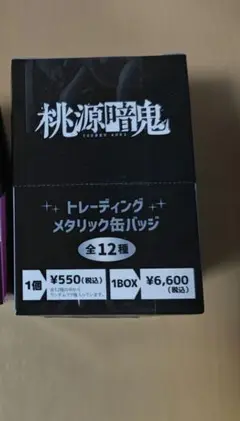 桃源暗鬼
TOUGEN ANKI
トレーディング
メタリック缶バッジ
全12種
1個
¥550(税込)
1BOX
¥6,600
(税込)